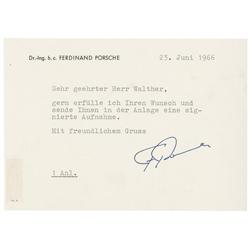 Dr.-Ing. h. c. FERDINAND PORSCHE
23. Juni 1966
Sehr geehrter Herr Walther,
gern erfülle ich Ihren Wunsch und
sende Ihnen in der Anlage eine sig-
nierte Aufnahme.
Mit freundlichem Gruss
1 Anl.